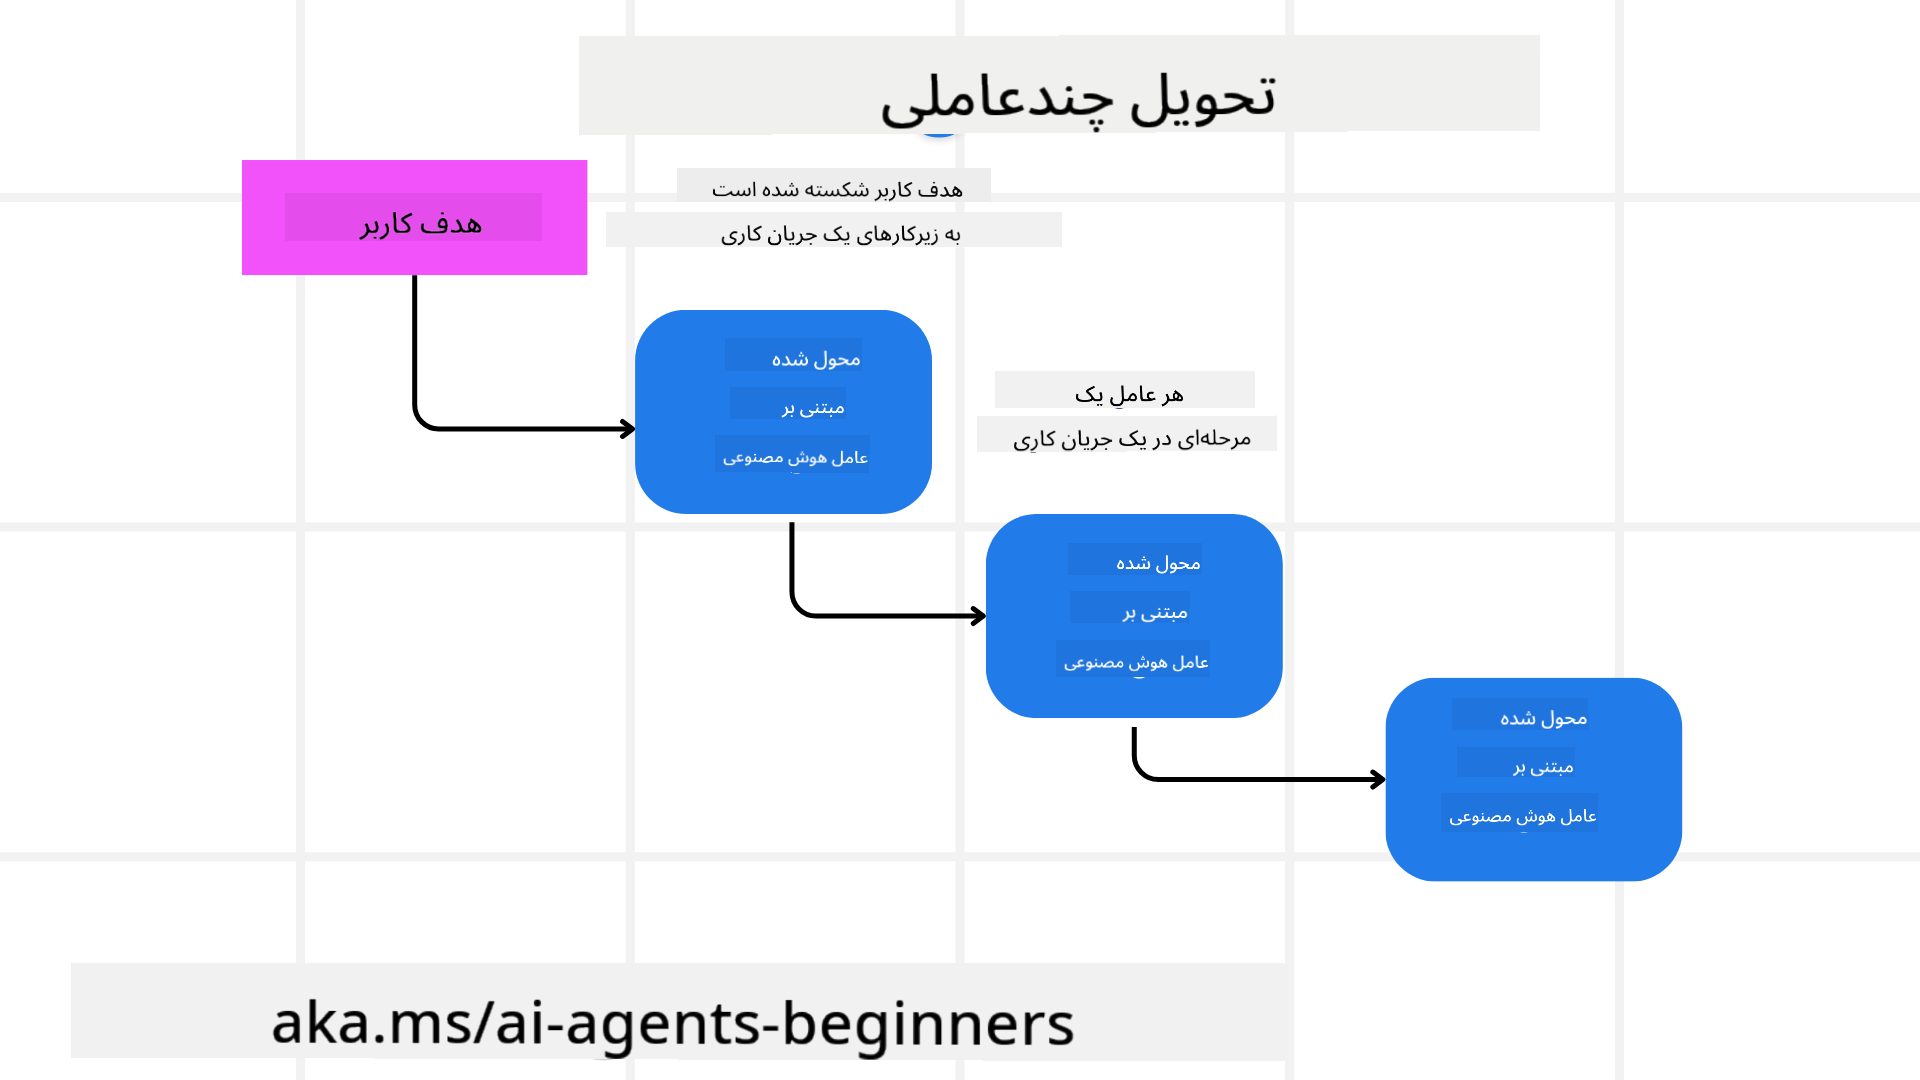 تحویل چندعاملی
هدف کاربر
هدف کاربر شکسته شده است
به زیرکارهای یک جریان کاری
محول شده
مبتنی بر
عامل هوش مصنوعی
هر عامل یک
مرحله‌ای در یک جریان کاری
محول شده
مبتنی بر
عامل هوش مصنوعی
محول شده
مبتنی بر
عامل هوش مصنوعی
aka.ms/ai-agents-beginners